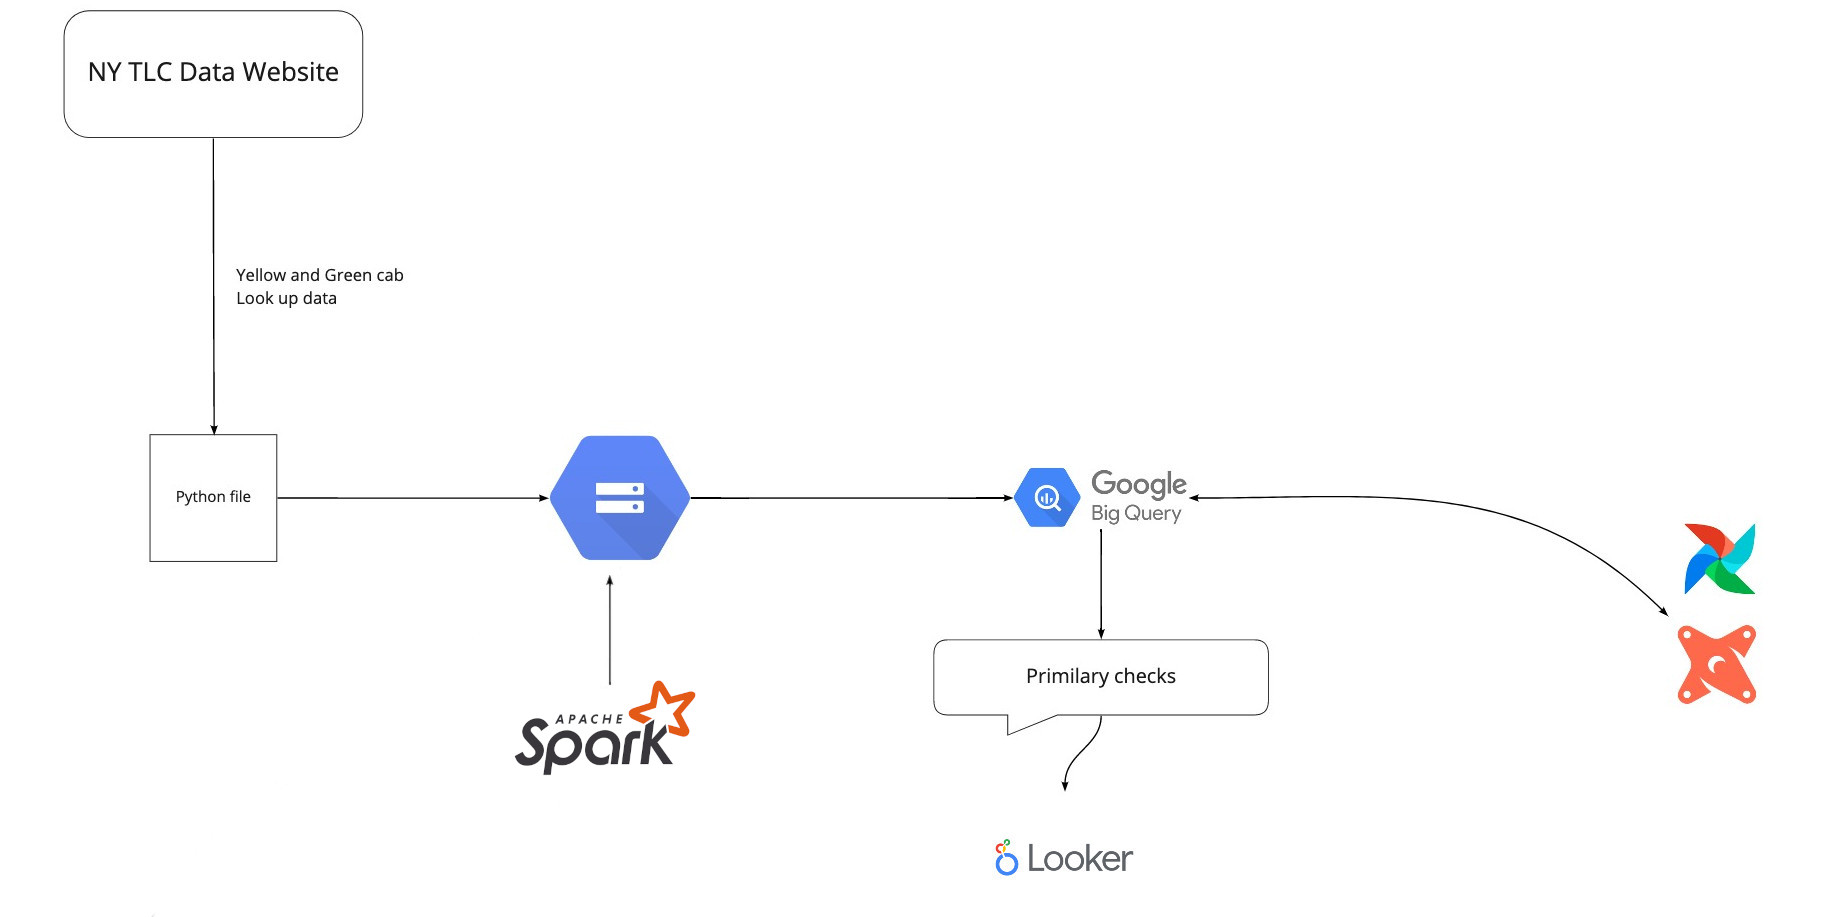 NY TLC Data Website
Yellow and Green cab
Look up data
Python file
Google
Big Query
Primilary checks
APACHE
Spark
Looker